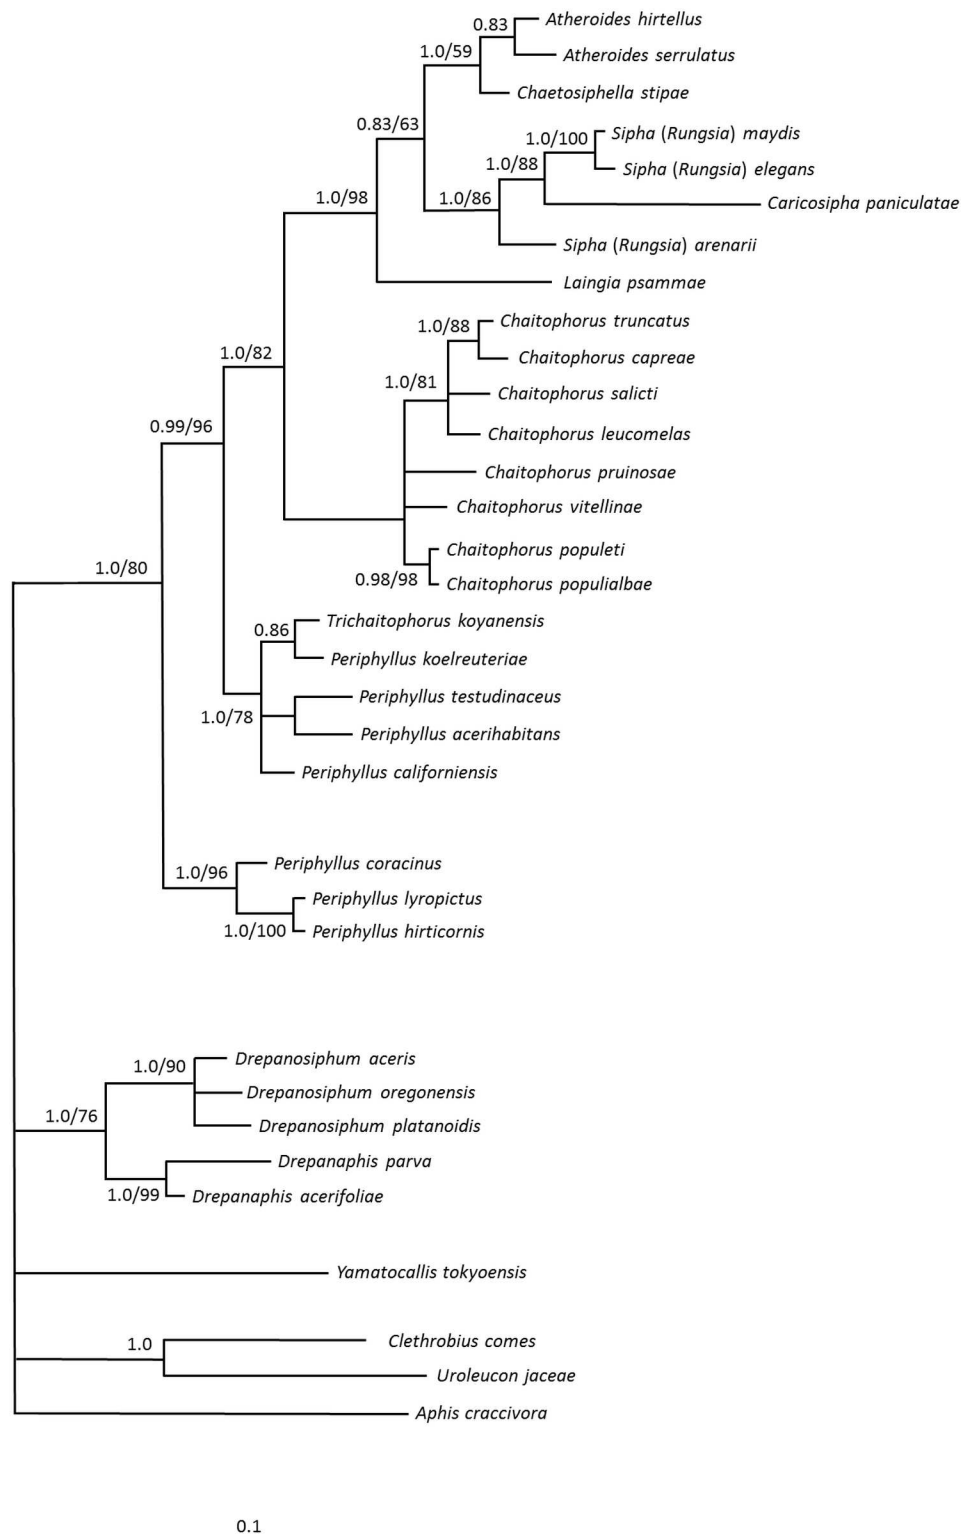 0.83
Atheroides hirtellus
1.0/59
Atheroides serrulatus
Chaetosiphella stipae
0.83/63
Sipha (Rungsia) maydis
1.0/100
1.0/88
Sipha (Rungsia) elegans
1.0/98
1.0/86
Caricosipha paniculatae
Sipha (Rungsia) arenarii
Laingia psammae
Chaitophorus truncatus
1.0/88
1.0/82
Chaitophorus capreae
1.0/81
Chaitophorus salicti
0.99/96
Chaitophorus leucomelas
Chaitophorus pruinosae
Chaitophorus vitellinae
Chaitophorus populeti
1.0/80
0.98/98
Chaitophorus populialbae
Trichaitophorus koyanensis
0.86
Periphyllus koelreuteriae
Periphyllus testudinaceus
1.0/78
Periphyllus acerihabitans
Periphyllus californiensis
Periphyllus coracinus
1.0/96
Periphyllus lyropictus
1.0/100
Periphyllus hirticornis
Drepanosiphum aceris
1.0/90
Drepanosiphum oregonensis
1.0/76
Drepanosiphum platanoidis
Drepanaphis parva
1.0/99
Drepanaphis acerifoliae
Yamatocallis tokyoensis
1.0
Clethrobius comes
Uroleucon jaceae
Aphis craccivora
0.1